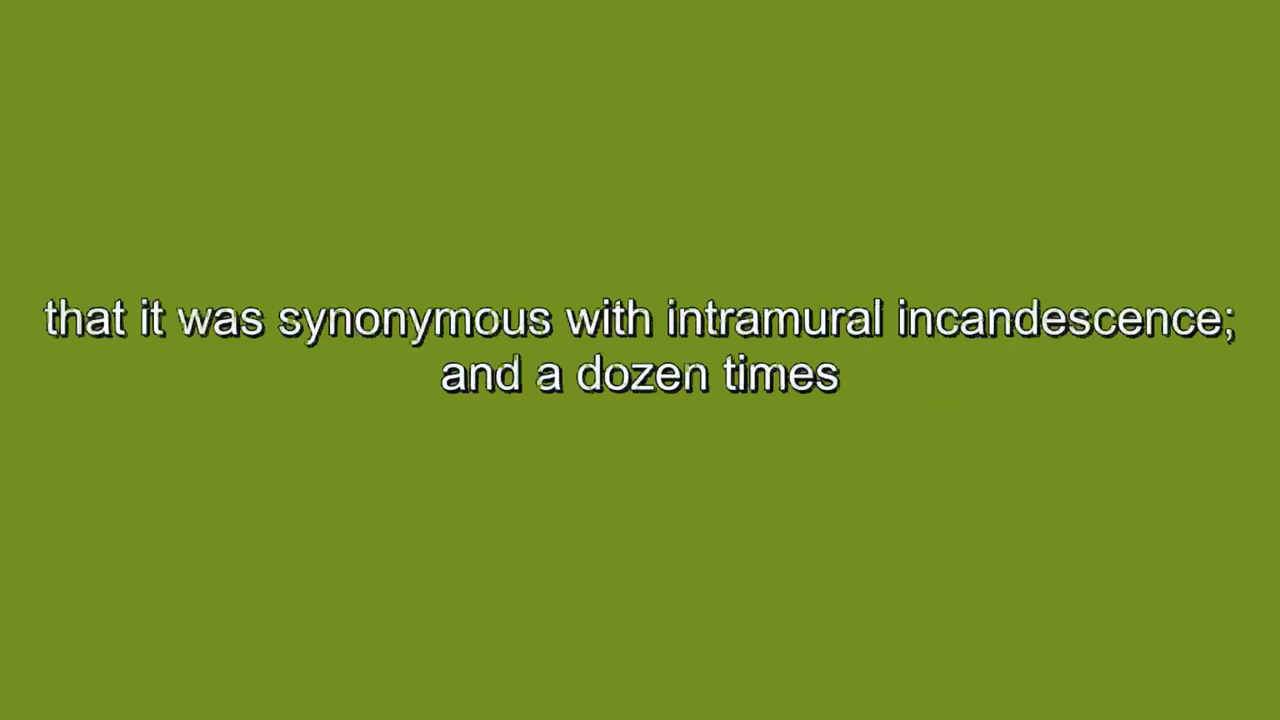 that it was synonymous with intramural incandescence;
and a dozen times